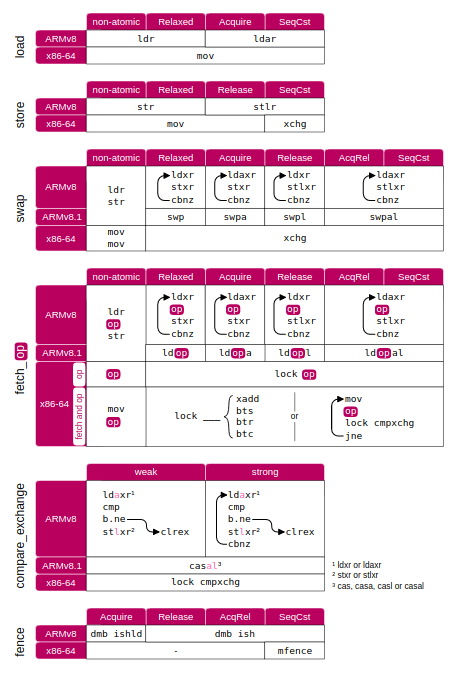 load
non-atomic Relaxed Acquire SeqCst
ARMv8 ldr ldar
x86-64 mov
store
non-atomic Relaxed Release SeqCst
ARMv8 str stlr
x86-64 mov xchg
swap
non-atomic Relaxed Acquire Release AcqRel SeqCst
ARMv8
ldr
str
ldxr
stxr
cbnz
ldaxr
stxr
cbnz
ldxr
stlxr
cbnz
ldaxr
stlxr
cbnz
ARMv8.1 swp swpa swpl swpal
x86-64
mov
mov
xchg
fetch_op
non-atomic Relaxed Acquire Release AcqRel SeqCst
ARMv8
ldr
op
str
ldxr
op
stxr
cbnz
ldaxr
op
stxr
cbnz
ldxr
op
stlxr
cbnz
ldaxr
op
stlxr
cbnz
ARMv8.1 ldop ldopa ldopl ldopal
x86-64
op
op
lock op
fetch and op
mov
op
lock ___
xadd
bts
btr
btc
or
mov
op
lock cmpxchg
jne
compare_exchange
weak strong
ARMv8
ldaxr¹
cmp
b.ne clrex
stlxr²
ldaxr¹
cmp
b.ne
stlxr² clrex
cbnz
ARMv8.1 casal³
x86-64 lock cmpxchg
¹ ldxr or ldaxr
² stxr or stlxr
³ cas, casa, casl or casal
fence
Acquire Release AcqRel SeqCst
ARMv8 dmb ishld dmb ish
x86-64 - mfence